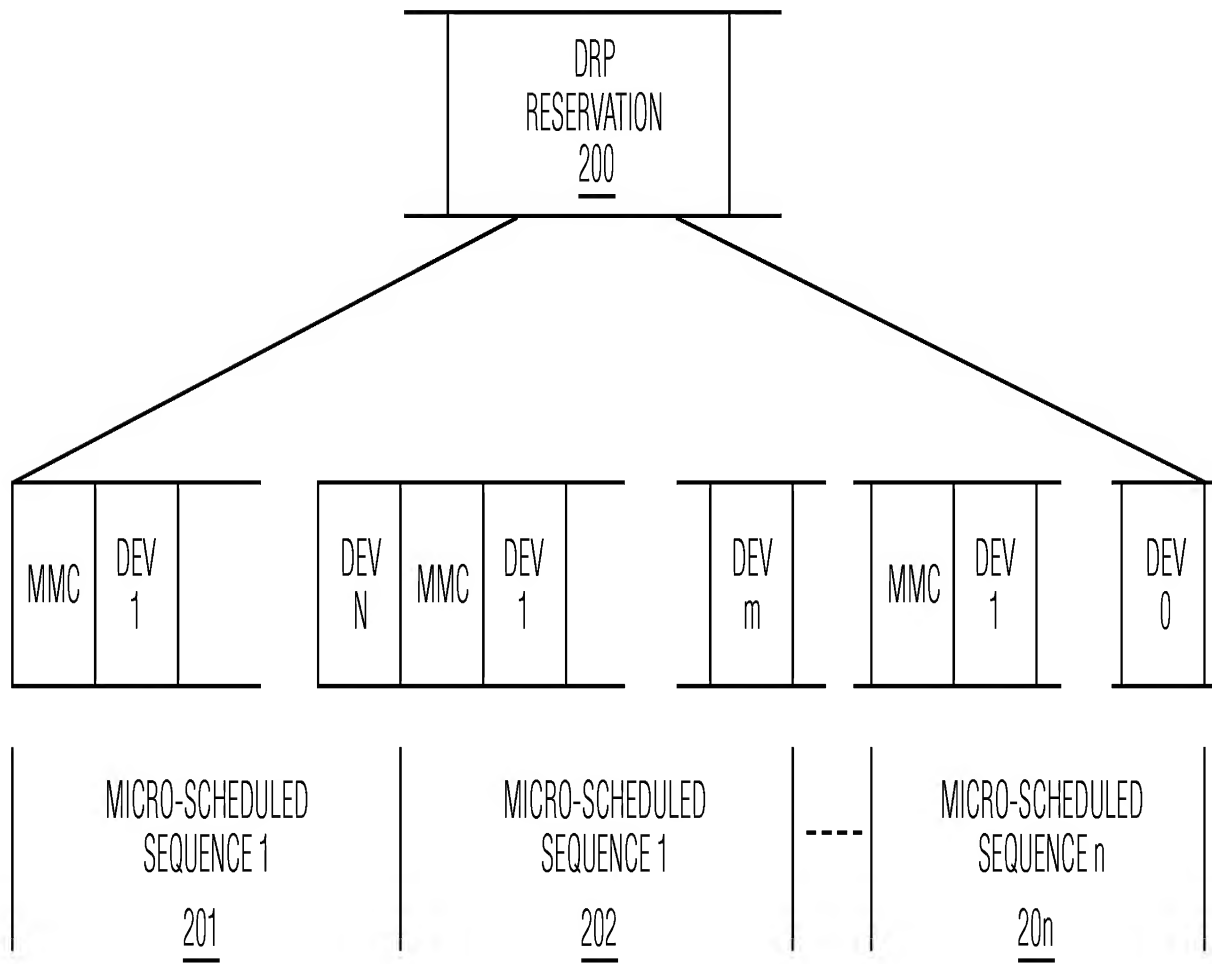 DRP
RESERVATION
200
MMC
DEV
1
DEV
N
MMC
DEV
1
DEV
m
MMC
DEV
1
DEV
0
MICRO-SCHEDULED
SEQUENCE 1
201
MICRO-SCHEDULED
SEQUENCE 1
202
MICRO-SCHEDULED
SEQUENCE n
20n